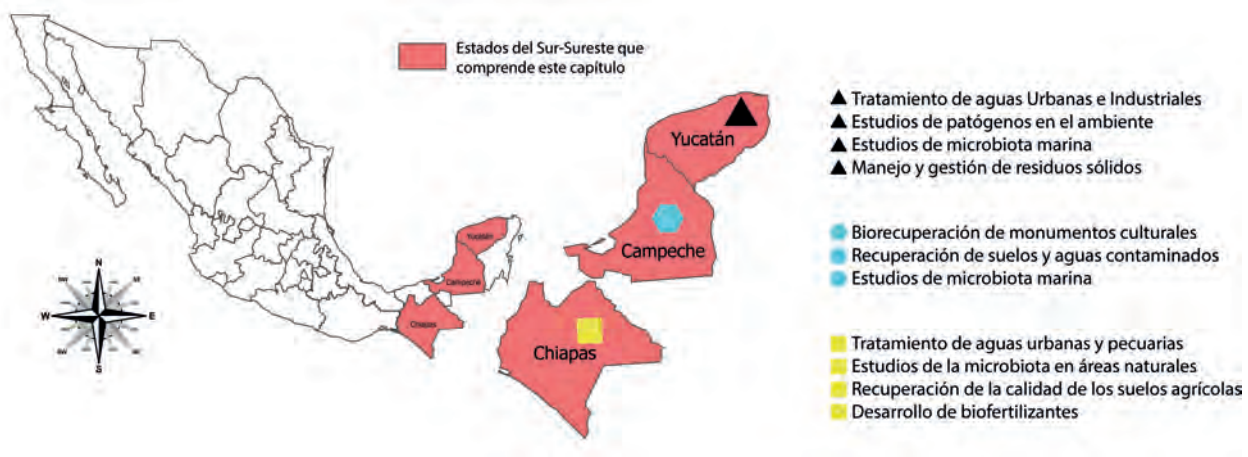 Estados del Sur-Sureste que
comprende este capítulo
Yucatán
Campeche
Chiapas
Yucatán
Campeche
Chiapas
N
W
E
S
Tratamiento de aguas Urbanas e Industriales
Estudios de patógenos en el ambiente
Estudios de microbiota marina
Manejo y gestión de residuos sólidos
Biorecuperación de monumentos culturales
Recuperación de suelos y aguas contaminados
Estudios de microbiota marina
Tratamiento de aguas urbanas y pecuarias
Estudios de la microbiota en áreas naturales
Recuperación de la calidad de los suelos agrícolas
Desarrollo de biofertilizantes